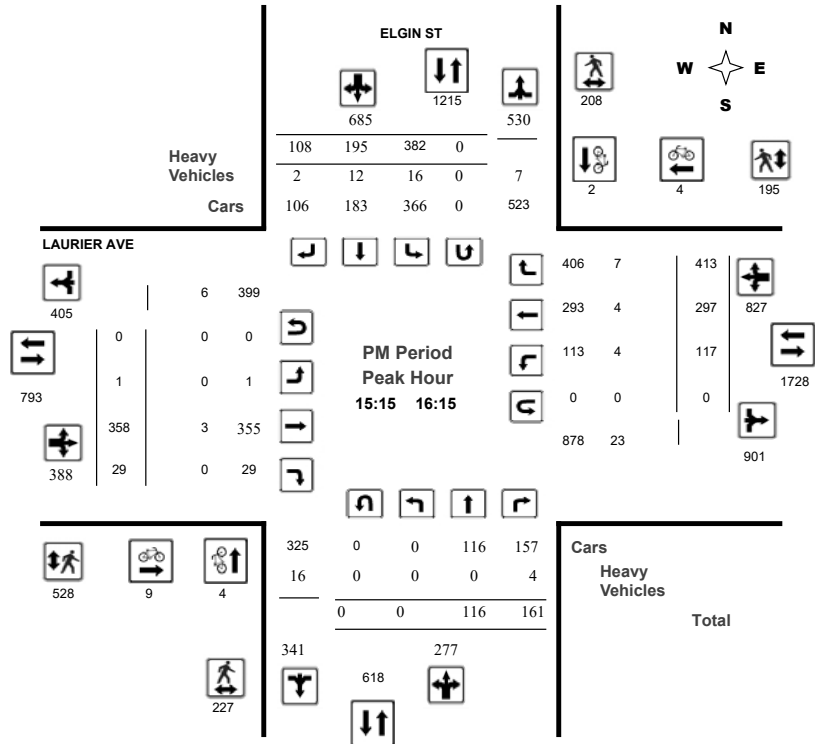 ELGIN ST
N
W E
S
1215
208
685
530
108 195 382 0
Heavy
Vehicles
2 12 16 0 7
2 4 195
Cars
106 183 366 0 523
LAURIER AVE
406 7 413
405
6 399
293 4 297
827
0 0 0
PM Period
113 4 117
793
1 0 1
Peak Hour
1728
15:15 16:15
0 0 0
358 3 355
878 23
901
388
29 0 29
325 0 0 116 157
Cars
16 0 0 0 4
Heavy
Vehicles
528 9 4
0 0 116 161
Total
341 277
618
227